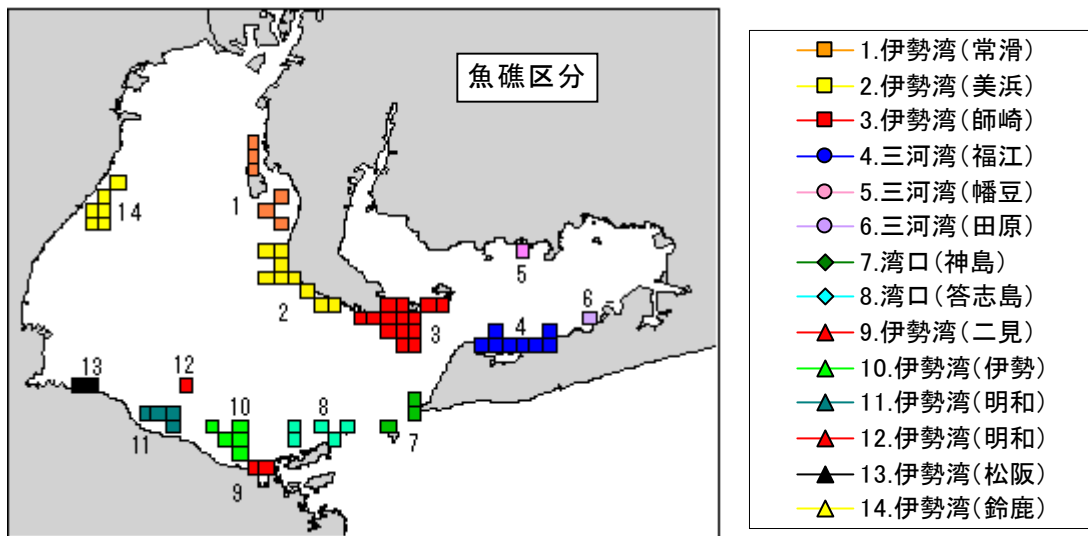 魚礁区分
14
1
2
3
4
5
6
7
8
9
10
11
12
13
1.伊勢湾(常滑)
2.伊勢湾(美浜)
3.伊勢湾(師崎)
4.三河湾(福江)
5.三河湾(幡豆)
6.三河湾(田原)
7.湾口(神島)
8.湾口(答志島)
9.伊勢湾(二見)
10.伊勢湾(伊勢)
11.伊勢湾(明和)
12.伊勢湾(明和)
13.伊勢湾(松阪)
14.伊勢湾(鈴鹿)